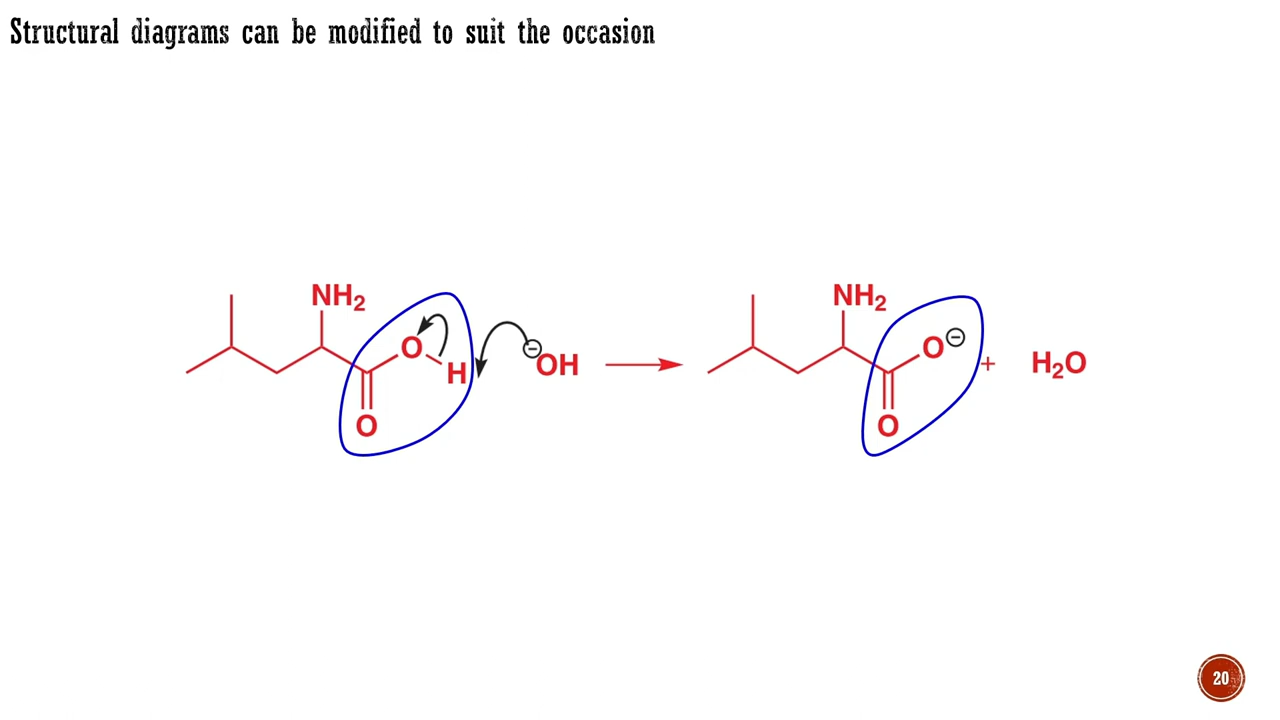 Structural diagrams can be modified to suit the occasion
NH₂
O
H
O
⊖OH
NH₂
O⊖
O
+
H₂O
20